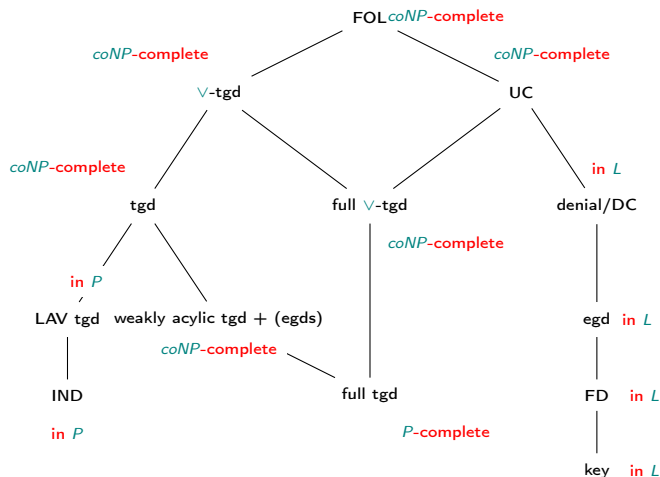 FOL coNP-complete
coNP-complete
coNP-complete
∨-tgd
UC
coNP-complete
in L
tgd
full ∨-tgd
denial/DC
coNP-complete
in P
LAV tgd
weakly acylic tgd + (egds)
egd in L
coNP-complete
IND
full tgd
FD in L
in P
P-complete
key in L